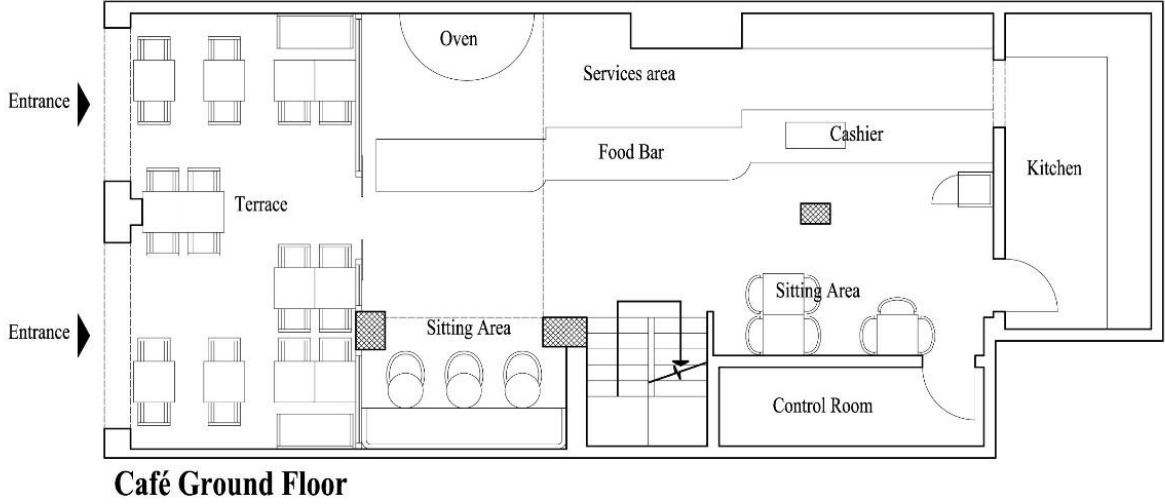 Oven
Services area
Entrance
Cashier
Food Bar
Kitchen
Terrace
Sitting Area
Sitting Area
Entrance
Control Room
Café Ground Floor